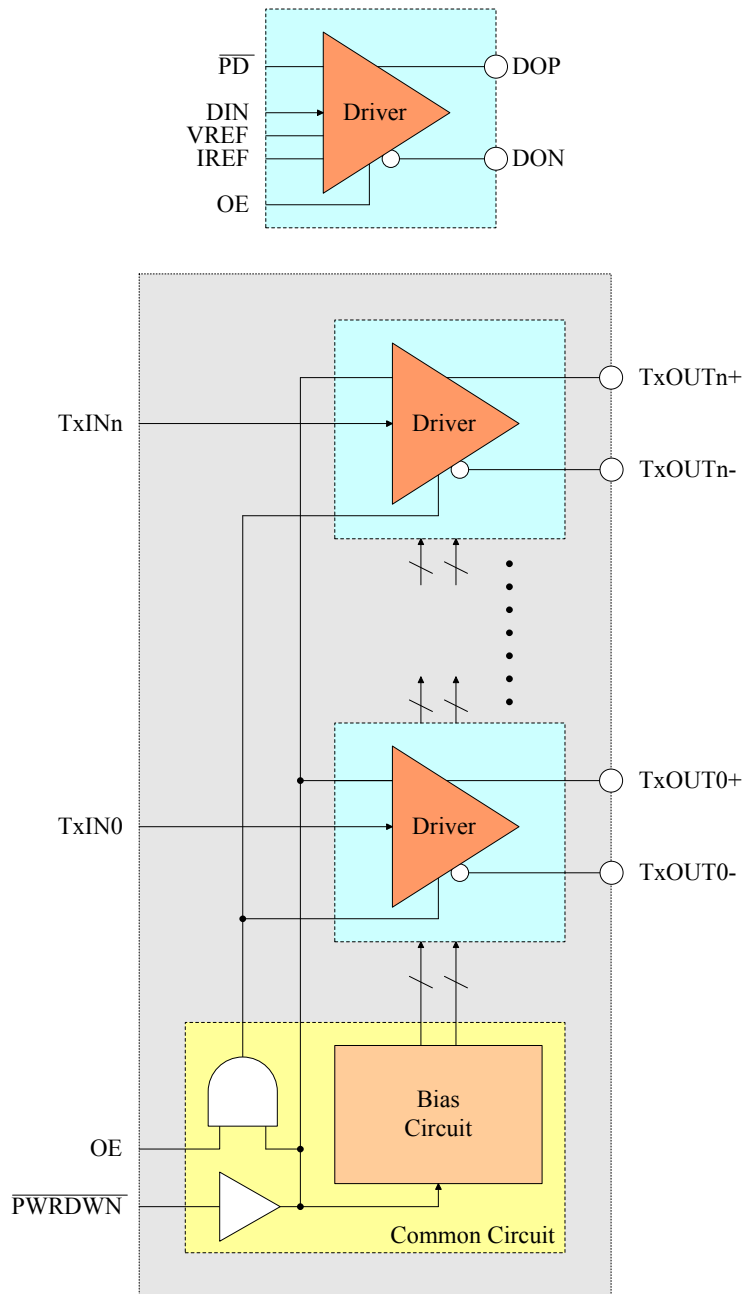 PD
DOP
DIN
Driver
VREF
IREF
DON
OE
TxOUTn+
TxINn
Driver
TxOUTn-
TxOUT0+
TxIN0
Driver
TxOUT0-
Bias
Circuit
OE
PWRDWN
Common Circuit